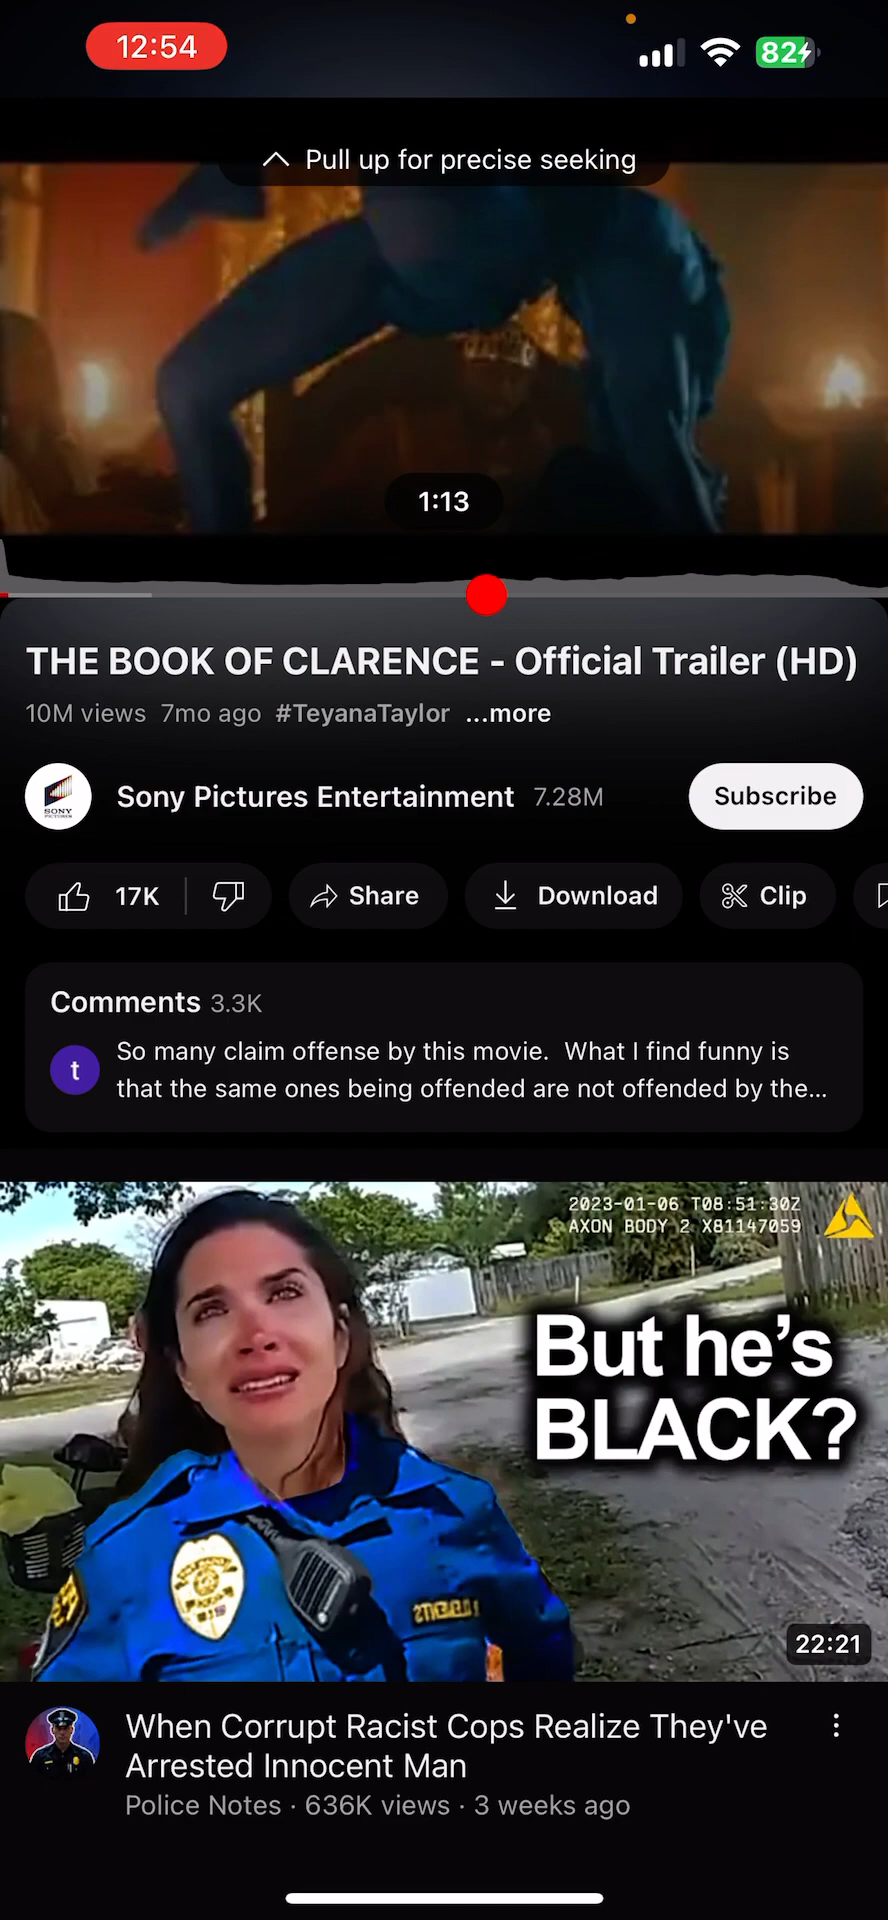 12:54
82
Pull up for precise seeking
1:13
THE BOOK OF CLARENCE - Official Trailer (HD)
10M views 7mo ago #TeyanaTaylor ...more
SONY
PICTURES
Sony Pictures Entertainment 7.28M
Subscribe
17K
Share
Download
Clip
Comments 3.3K
t
So many claim offense by this movie. What I find funny is
that the same ones being offended are not offended by the...
2023-01-06 T08:51:30Z
AXON BODY 2 X81147059
But he's
BLACK?
22:21
When Corrupt Racist Cops Realize They've
Arrested Innocent Man
Police Notes · 636K views · 3 weeks ago